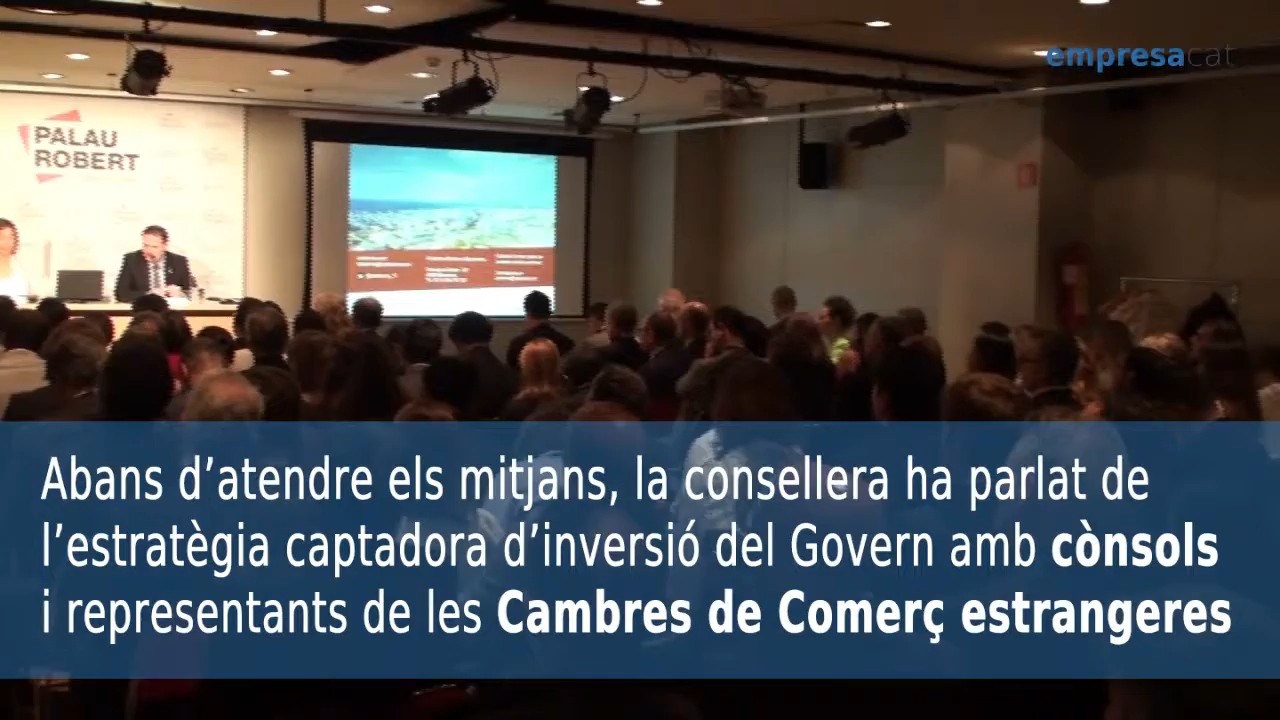 empresacat
PALAU
ROBERT
Abans d’atendre els mitjans, la consellera ha parlat de
l’estratègia captadora d’inversió del Govern amb cònsols
i representants de les Cambres de Comerç estrangeres